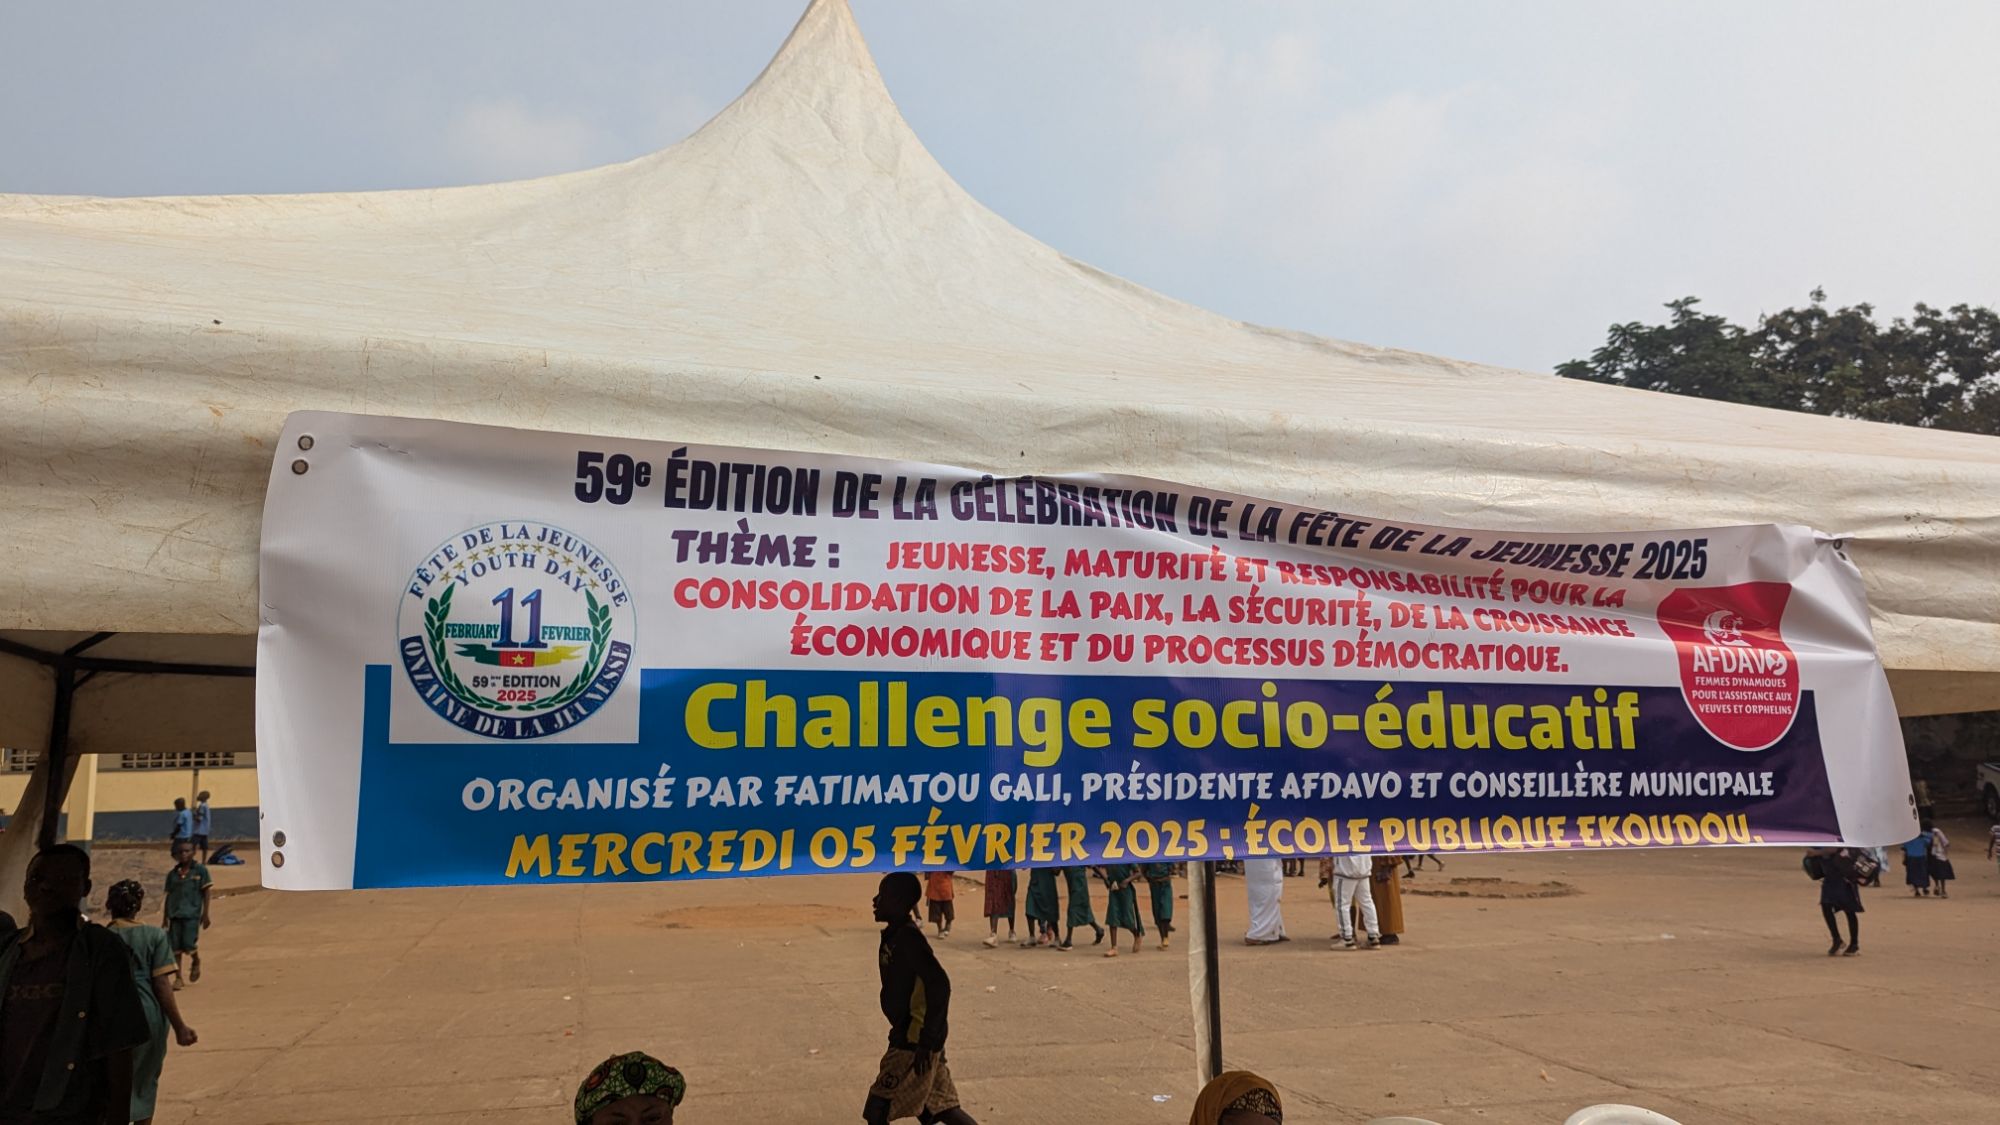 59e ÉDITION DE LA CÉLÉBRATION DE LA FÊTE DE LA JEUNESSE 2025
THÈME : JEUNESSE, MATURITÈ ET RESPONSABILITÉ POUR LA
CONSOLIDATION DE LA PAIX, LA SÉCURITÉ, DE LA CROISSANCE
ÉCONOMIQUE ET DU PROCESSUS DÉMOCRATIQUE.
FÊTE DE LA JEUNESSE
YOUTH DAY
11
FEBRUARY FEVRIER
59ème EDITION
2025
ONZAINE DE LA JEUNESSE
AFDAVO
FEMMES DYNAMIQUES
POUR L'ASSISTANCE AUX
VEUVES ET ORPHELINS
Challenge socio-éducatif
ORGANISÉ PAR FATIMATOU GALI, PRÉSIDENTE AFDAVO ET CONSEILLÈRE MUNICIPALE
MERCREDI 05 FÉVRIER 2025 ; ÉCOLE PUBLIQUE EKOUDOU.